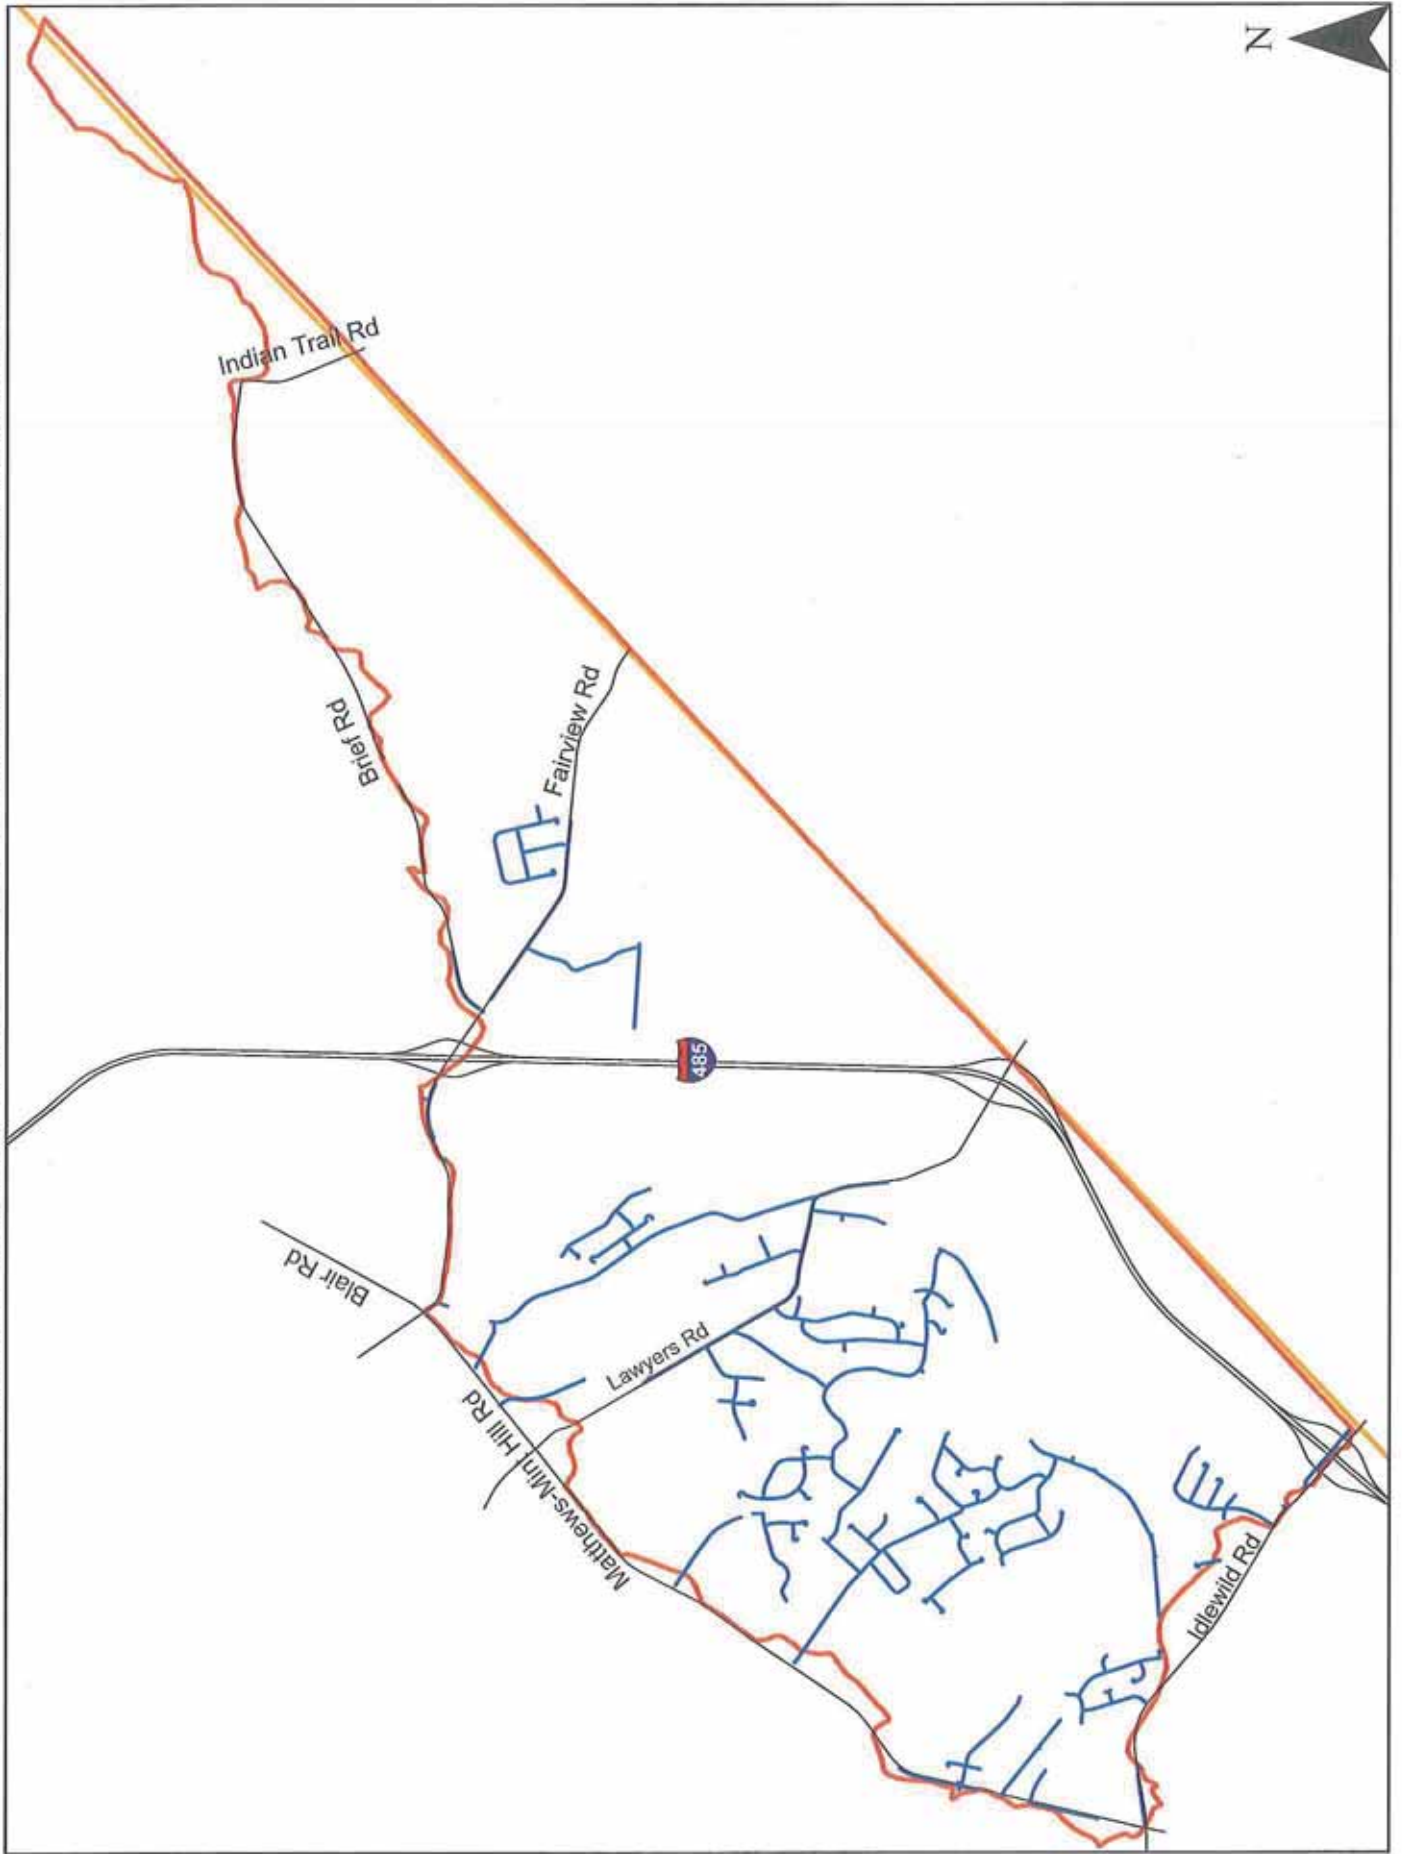 N
Indian Trail Rd
Fairview Rd
Brief Rd
485
Blair Rd
Lawyers Rd
Matthews-Mint Hill Rd
Idlewild Rd